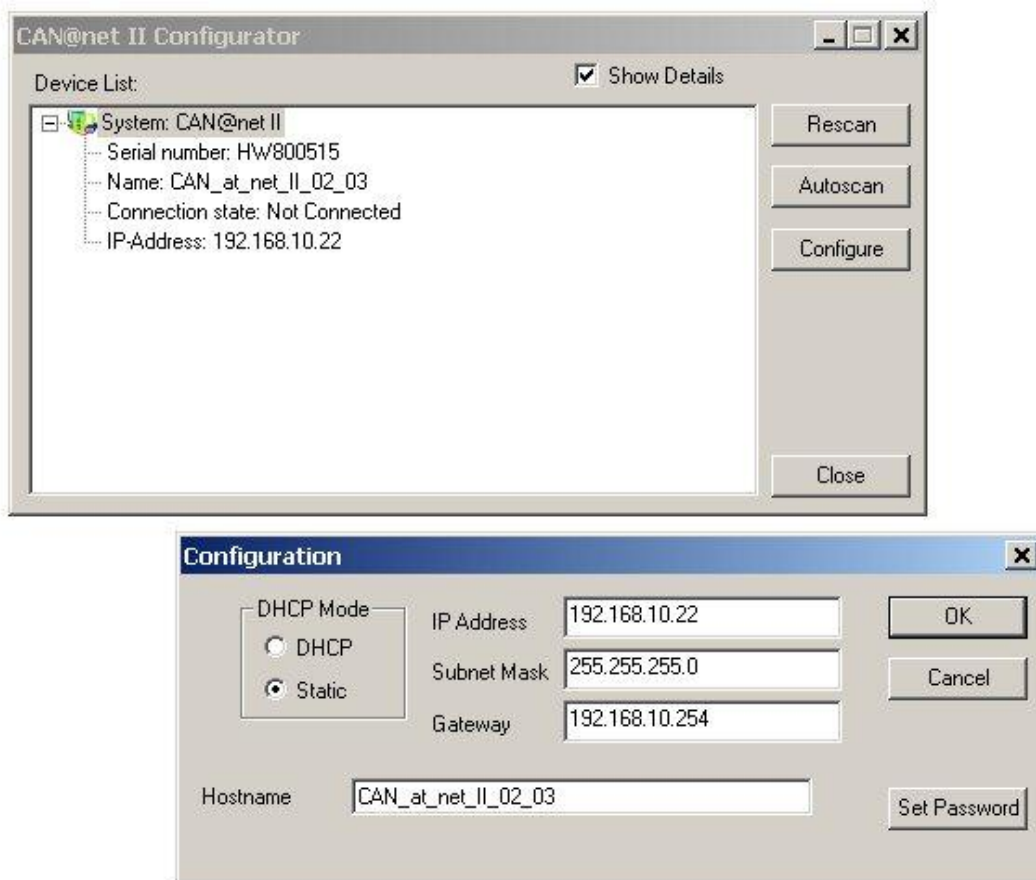 CAN@net II Configurator
Device List:
Show Details
System: CAN@net II
Serial number: HW800515
Name: CAN_at_net_II_02_03
Connection state: Not Connected
IP-Address: 192.168.10.22
Rescan
Autoscan
Configure
Close
Configuration
DHCP Mode
DHCP
Static
IP Address 192.168.10.22
Subnet Mask 255.255.255.0
Gateway 192.168.10.254
OK
Cancel
Hostname CAN_at_net_II_02_03
Set Password